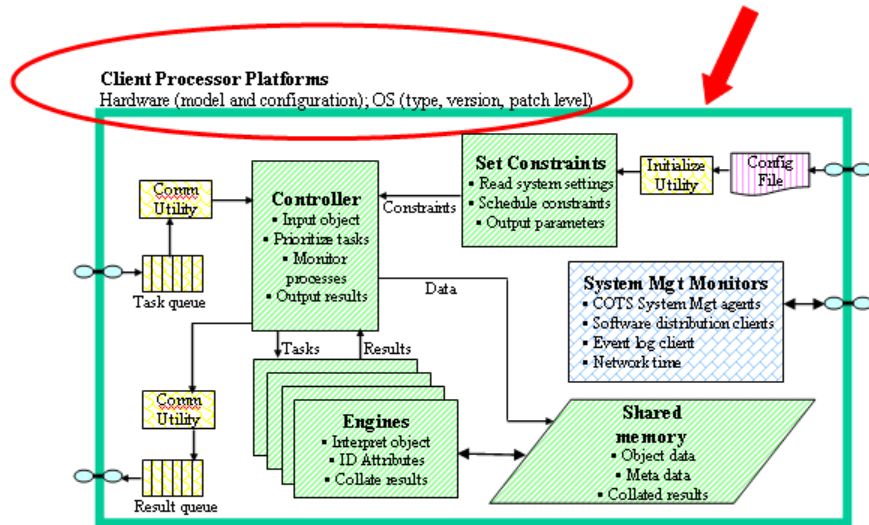 Client Processor Platforms
Hardware (model and configuration); OS (type, version, patch level)
Comm
Utility
Task queue
Controller
▪ Input object
▪ Prioritize tasks
▪ Monitor
processes
▪ Output results
Constraints
Set Constraints
▪ Read system settings
▪ Schedule constraints
▪ Output parameters
Initialize
Utility
Config
File
Data
System Mgt Monitors
▪ COTS System Mgt agents
▪ Software distribution clients
▪ Event log client
▪ Network time
Tasks
Results
Comm
Utility
Result queue
Engines
▪ Interpret object
▪ ID Attributes
▪ Collate results
Shared
memory
▪ Object data
▪ Meta data
▪ Collated results